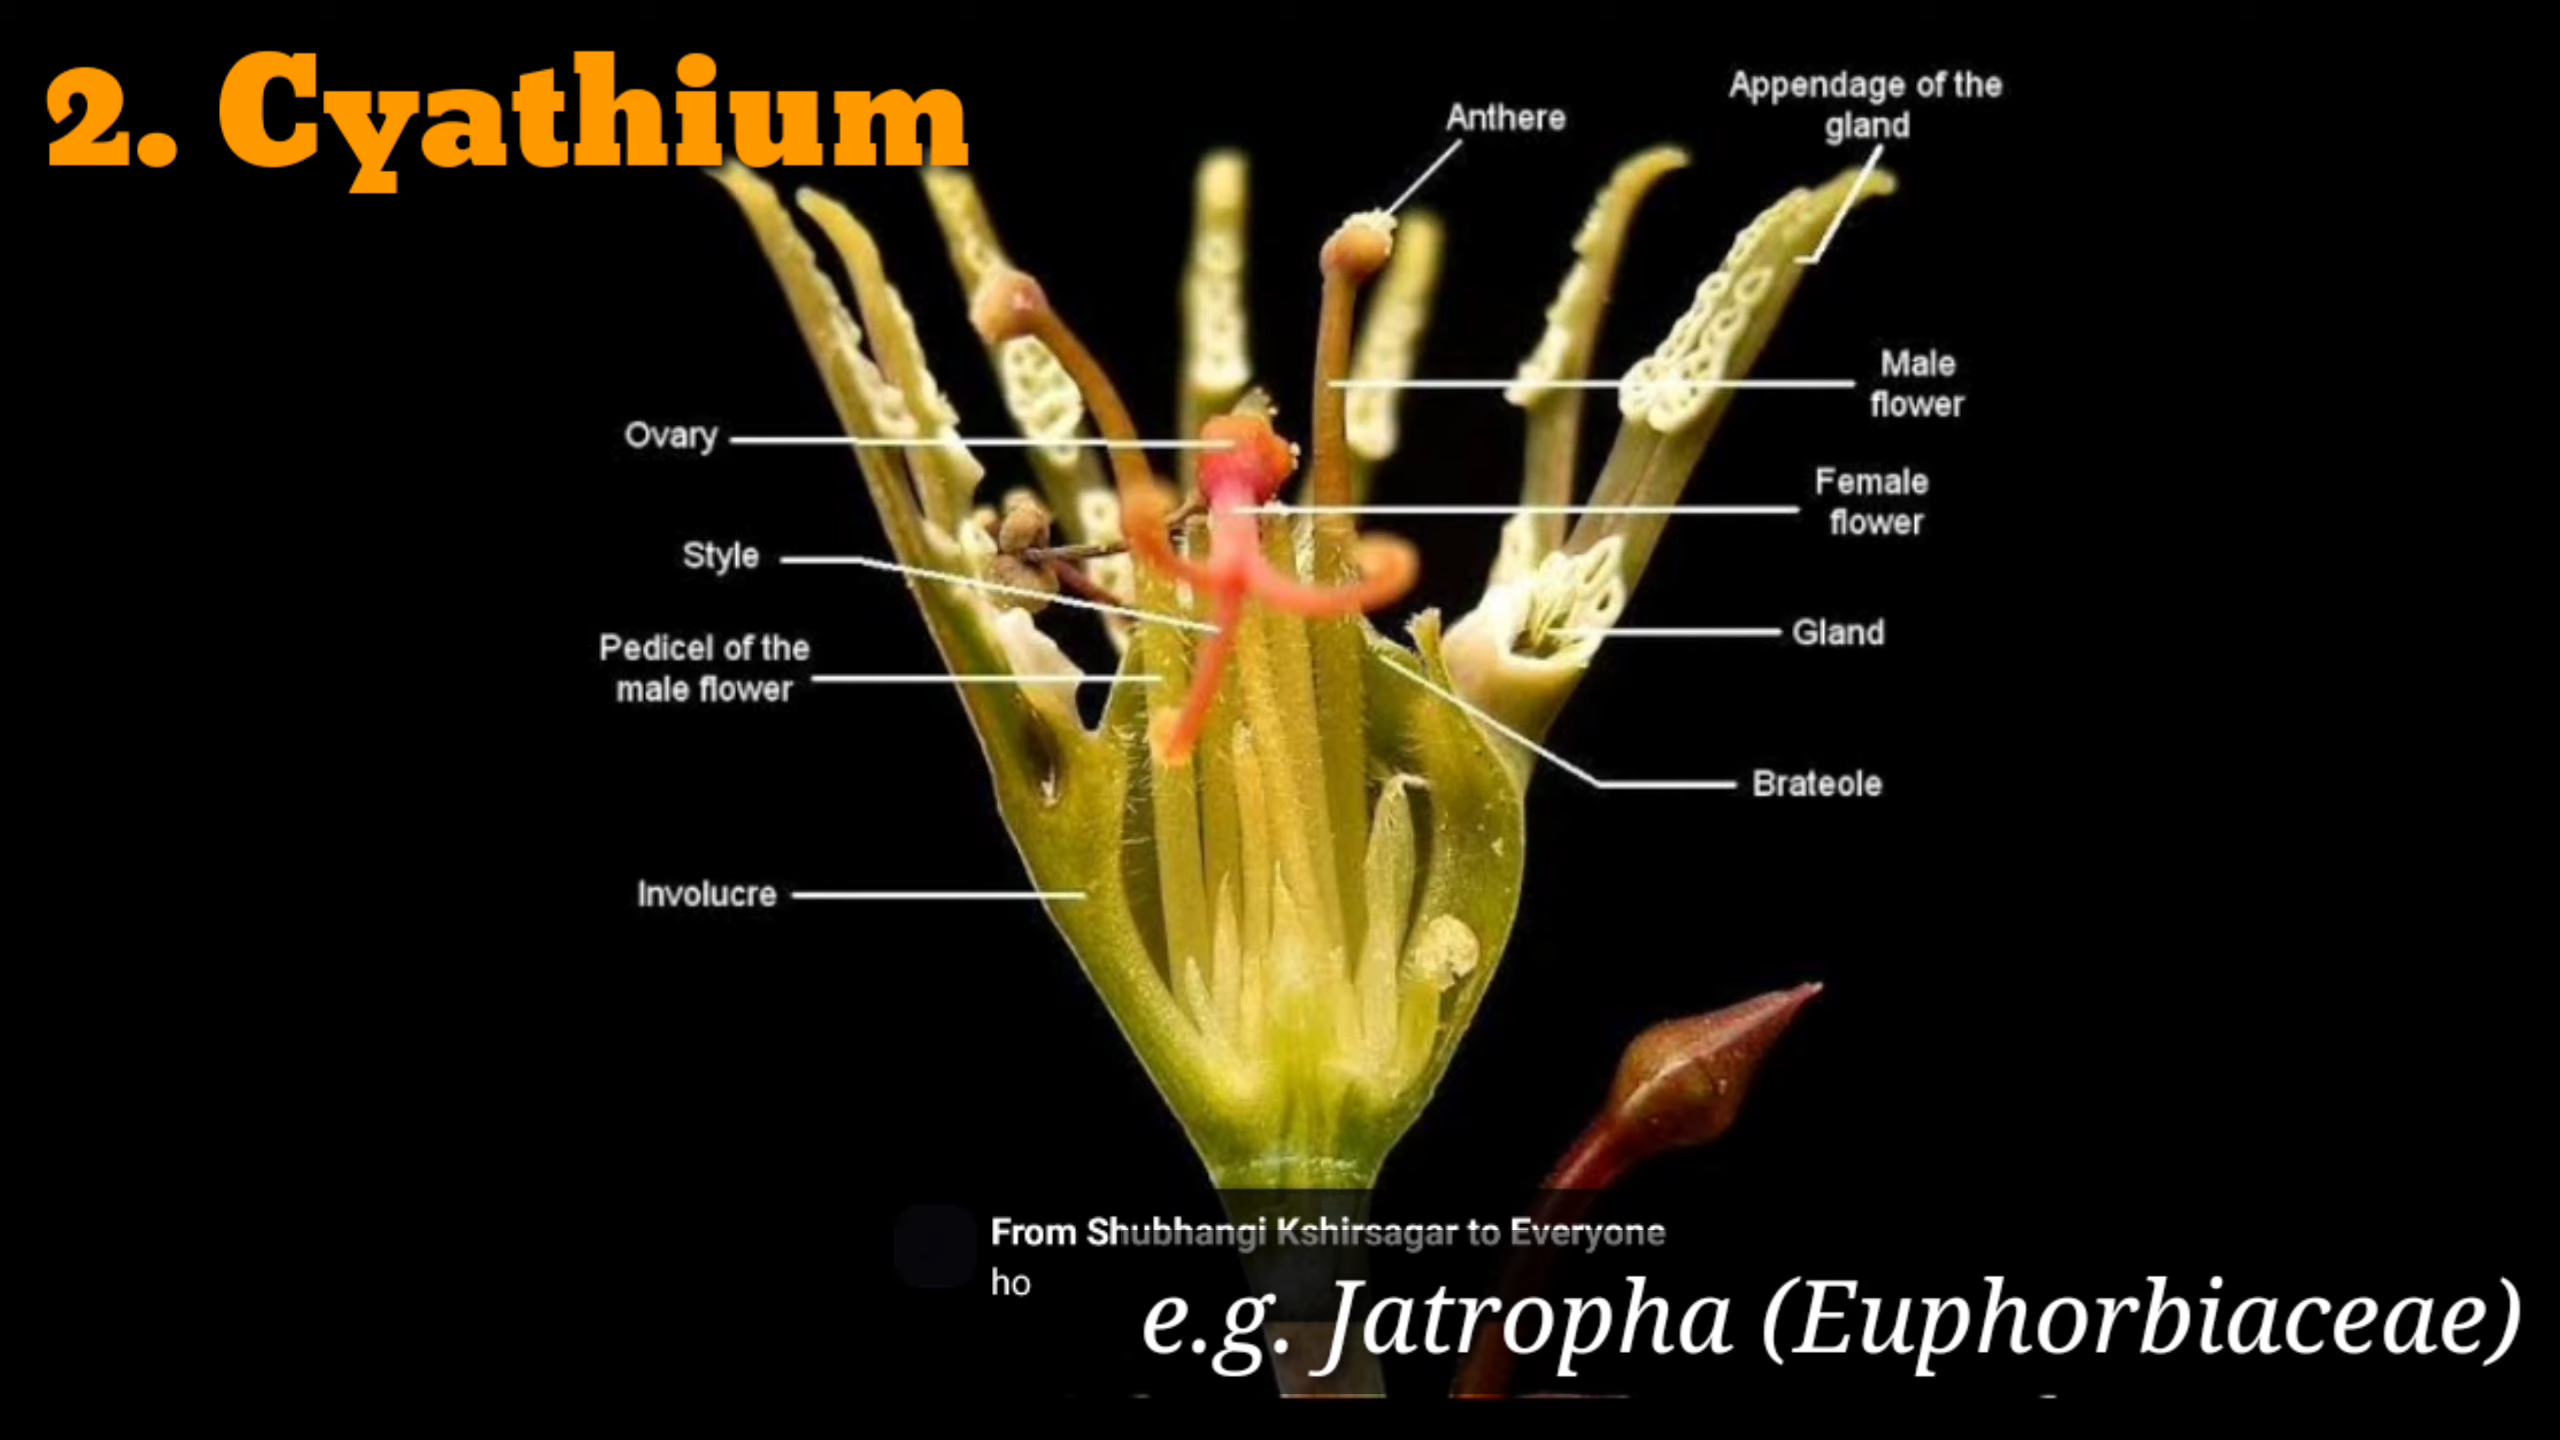 2. Cyathium
Appendage of the
gland
Anthere
Male
flower
Ovary
Female
flower
Style
Gland
Pedicel of the
male flower
Brateole
Involucre
From Shubhangi Kshirsagar to Everyone
ho
e.g. Jatropha (Euphorbiaceae)